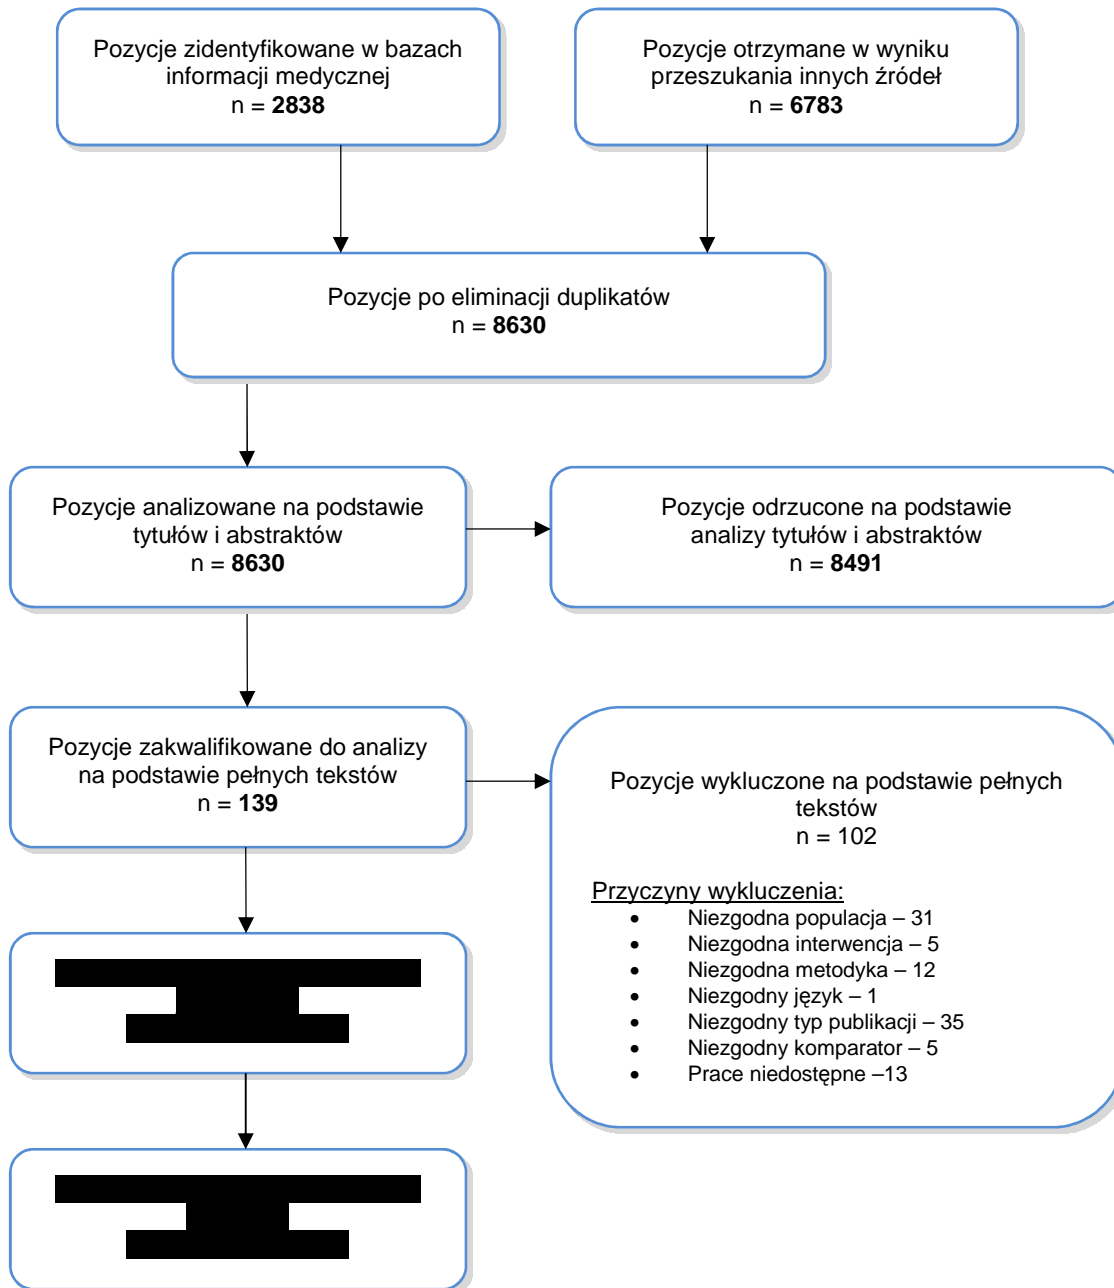 Pozycje zidentyfikowane w bazach
informacji medycznej
n = 2838
Pozycje otrzymane w wyniku
przeszukania innych źródeł
n = 6783
Pozycje po eliminacji duplikatów
n = 8630
Pozycje analizowane na podstawie
tytułów i abstraktów
n = 8630
Pozycje odrzucone na podstawie
analizy tytułów i abstraktów
n = 8491
Pozycje zakwalifikowane do analizy
na podstawie pełnych tekstów
n = 139
Pozycje wykluczone na podstawie pełnych
tekstów
n = 102
Przyczyny wykluczenia:
• Niezgodna populacja – 31
• Niezgodna interwencja – 5
• Niezgodna metodyka – 12
• Niezgodny język – 1
• Niezgodny typ publikacji – 35
• Niezgodny komparator – 5
• Prace niedostępne –13